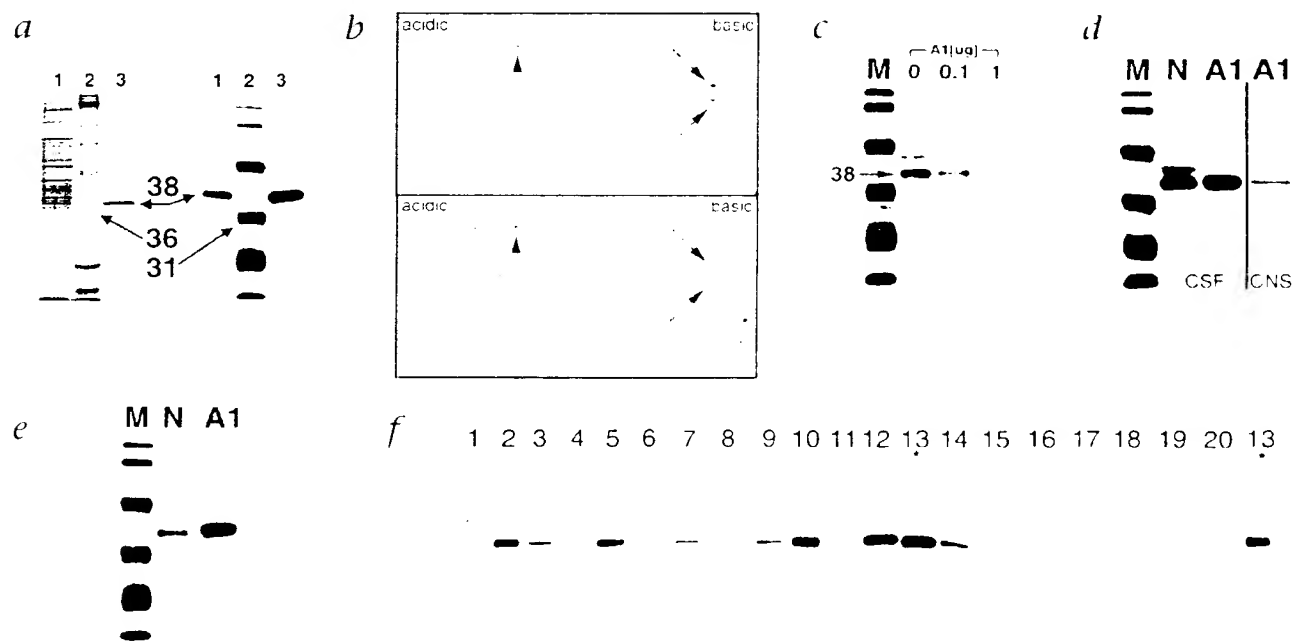 a
1 2 3 1 2 3
38
36
31
b
acidic basic
acidic basic
c
A1[ug]
M 0 0.1 1
38
d
M N A1 A1
CSF CNS
e
M N A1
f
1 2 3 4 5 6 7 8 9 10 11 12 13 14 15 16 17 18 19 20 13